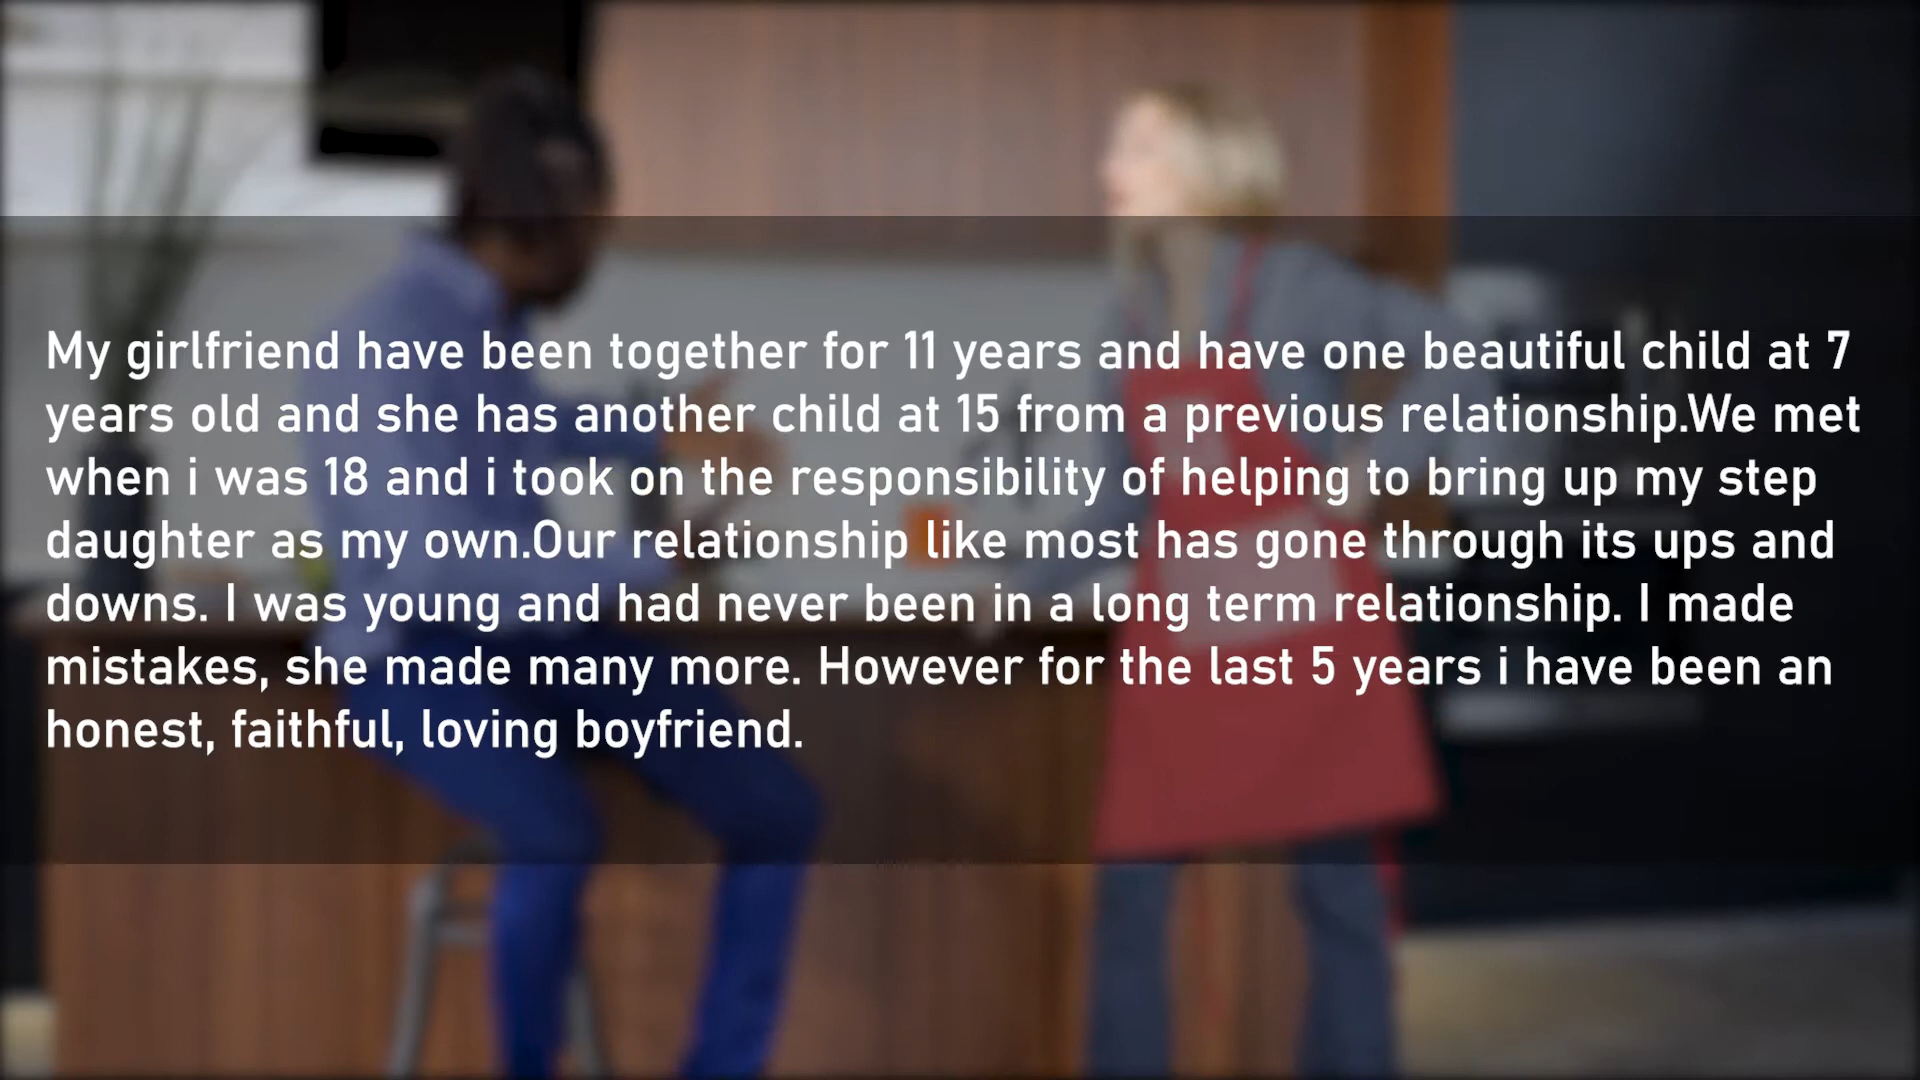 My girlfriend have been together for 11 years and have one beautiful child at 7
years old and she has another child at 15 from a previous relationship.We met
when i was 18 and i took on the responsibility of helping to bring up my step
daughter as my own.Our relationship like most has gone through its ups and
downs. I was young and had never been in a long term relationship. I made
mistakes, she made many more. However for the last 5 years i have been an
honest, faithful, loving boyfriend.